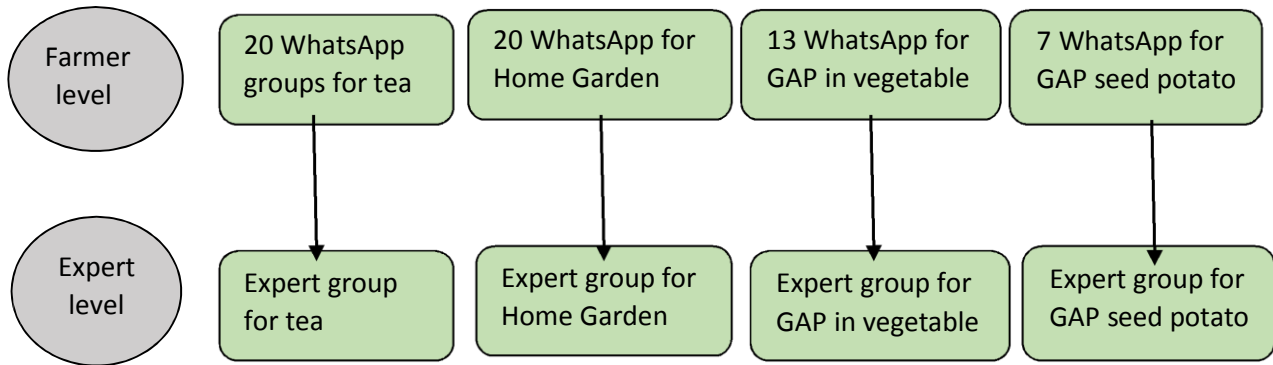 Farmer
level
20 WhatsApp
groups for tea
20 WhatsApp for
Home Garden
13 WhatsApp for
GAP in vegetable
7 WhatsApp for
GAP seed potato
Expert
level
Expert group
for tea
Expert group for
Home Garden
Expert group for
GAP in vegetable
Expert group for
GAP seed potato